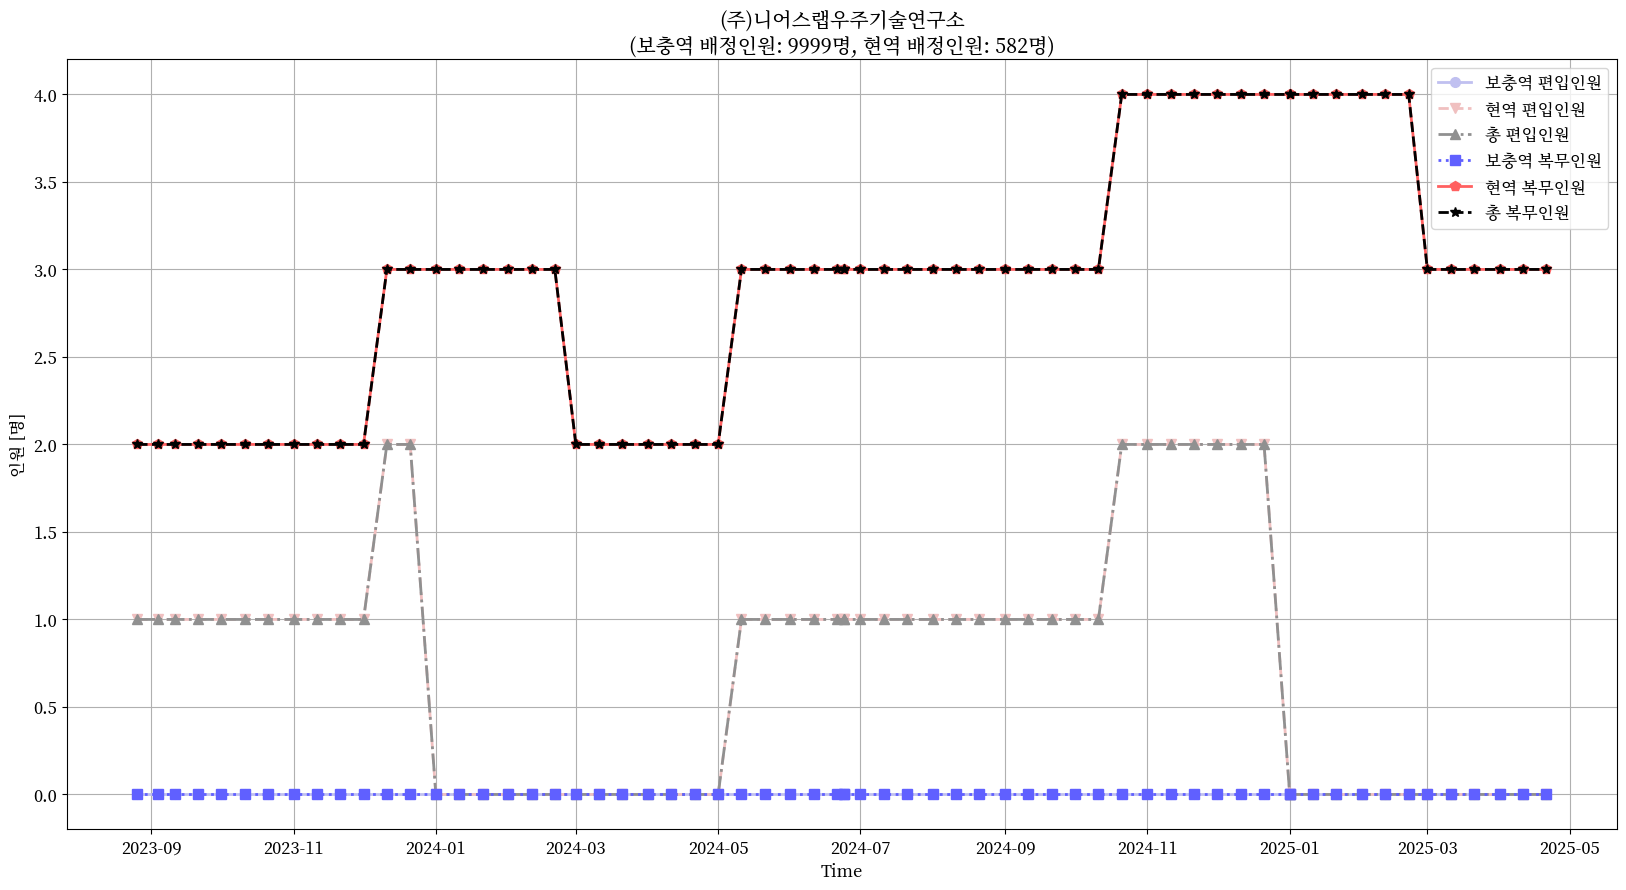 (주)니어스랩우주기술연구소
(보충역 배정인원: 9999명, 현역 배정인원: 582명)
보충역 편입인원
현역 편입인원
총 편입인원
보충역 복무인원
현역 복무인원
총 복무인원
인원 [명]
4.0
3.5
3.0
2.5
2.0
1.5
1.0
0.5
0.0
2023-09 2023-11 2024-01 2024-03 2024-05 2024-07 2024-09 2024-11 2025-01 2025-03 2025-05
Time